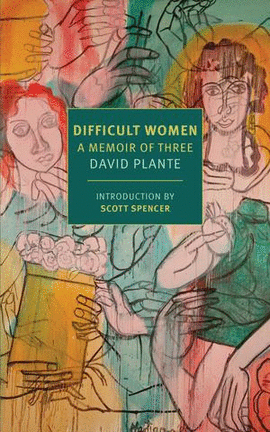 DIFFICULT WOMEN
A MEMOIR OF THREE
DAVID PLANTE
INTRODUCTION BY
SCOTT SPENCER